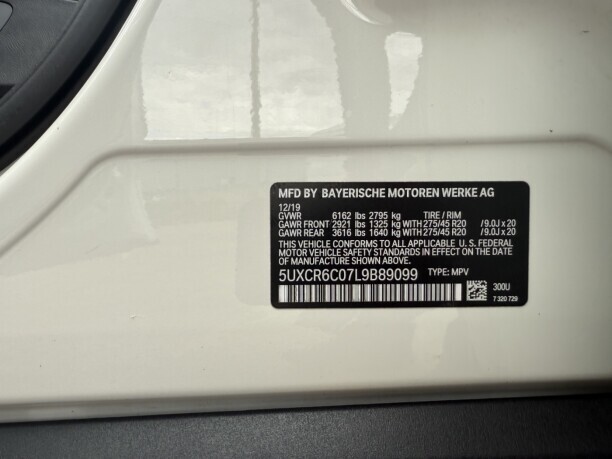 MFD BY BAYERISCHE MOTOREN WERKE AG
12/19
GVWR 6162 lbs 2795 kg TIRE / RIM
GAWR FRONT 2921 lbs 1325 kg WITH 275/45 R20 /9.0J x 20
GAWR REAR 3616 lbs 1640 kg WITH 275/45 R20 /9.0J x 20
THIS VEHICLE CONFORMS TO ALL APPLICABLE U. S. FEDERAL
MOTOR VEHICLE SAFETY STANDARDS IN EFFECT ON THE DATE
OF MANUFACTURE SHOWN ABOVE.
5UXCR6C07L9B89099 TYPE: MPV
300U
7 320 729